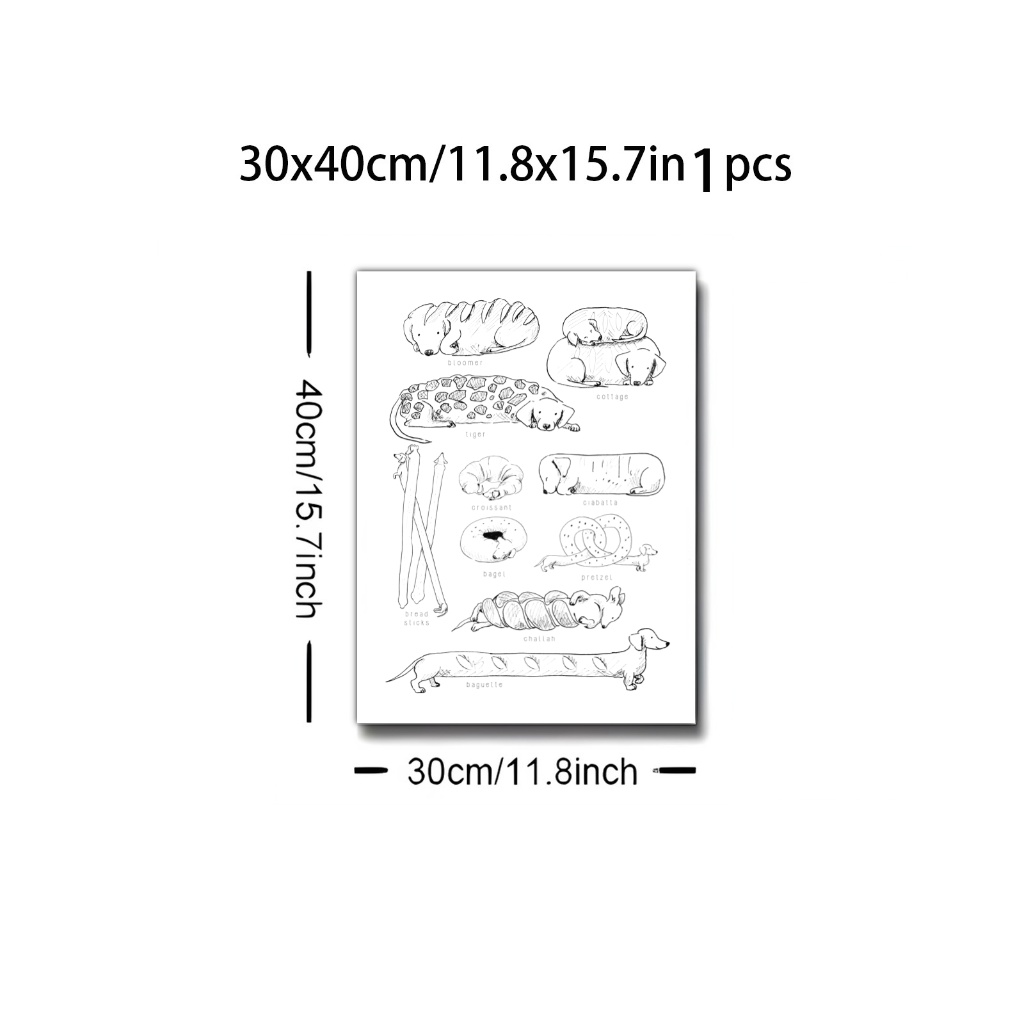 30x40cm/11.8x15.7in 1 pcs
40cm/15.7inch
bloomer
cottage
tiger
croissant
ciabatta
bagel
pretzel
bread
sticks
challah
baguette
30cm/11.8inch